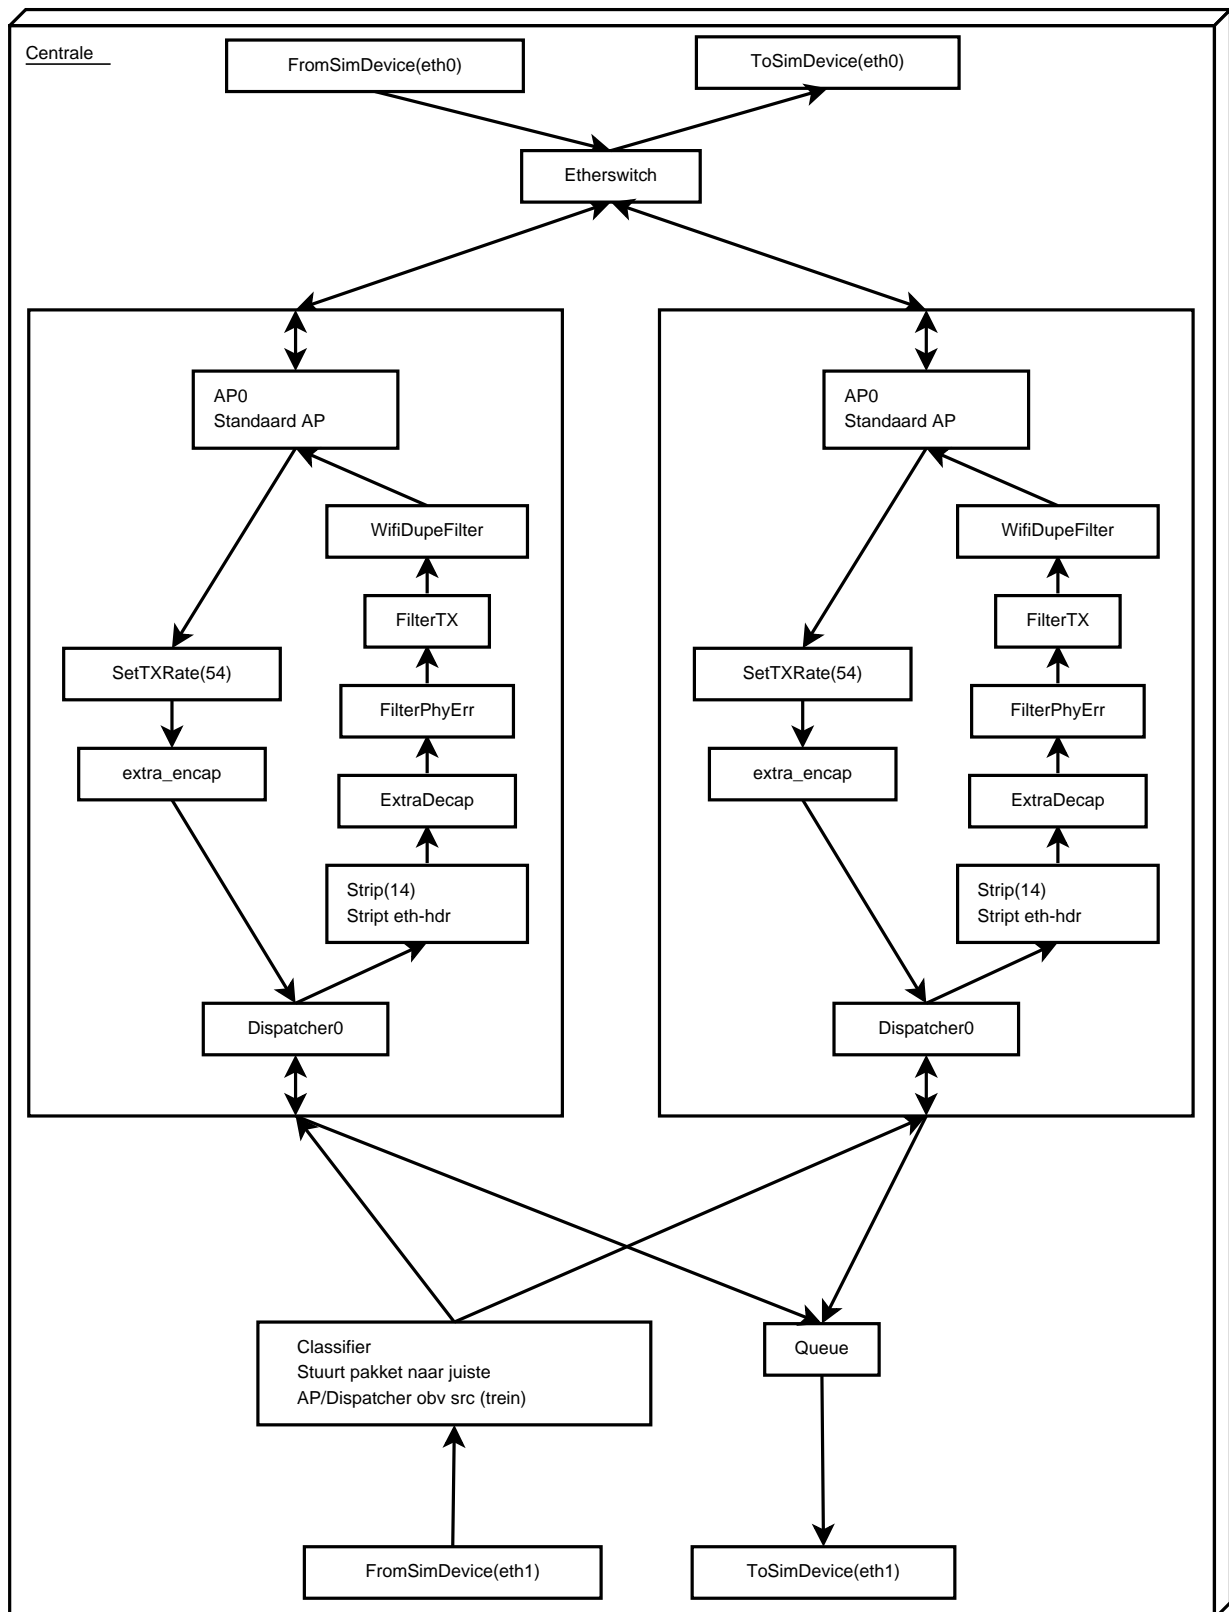 Centrale
FromSimDevice(eth0)
ToSimDevice(eth0)
Etherswitch
AP0
Standaard AP
WifiDupeFilter
FilterTX
SetTXRate(54)
FilterPhyErr
extra_encap
ExtraDecap
Strip(14)
Stript eth-hdr
Dispatcher0
AP0
Standaard AP
WifiDupeFilter
FilterTX
SetTXRate(54)
FilterPhyErr
extra_encap
ExtraDecap
Strip(14)
Stript eth-hdr
Dispatcher0
Classifier
Stuurt pakket naar juiste
AP/Dispatcher obv src (trein)
Queue
FromSimDevice(eth1)
ToSimDevice(eth1)